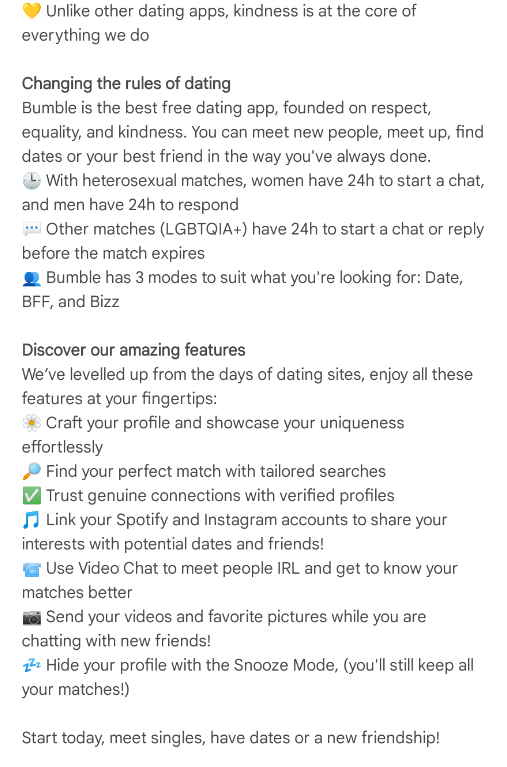 💛 Unlike other dating apps, kindness is at the core of
everything we do
Changing the rules of dating
Bumble is the best free dating app, founded on respect,
equality, and kindness. You can meet new people, meet up, find
dates or your best friend in the way you've always done.
🕒 With heterosexual matches, women have 24h to start a chat,
and men have 24h to respond
💬 Other matches (LGBTQIA+) have 24h to start a chat or reply
before the match expires
👥 Bumble has 3 modes to suit what you're looking for: Date,
BFF, and Bizz
Discover our amazing features
We’ve levelled up from the days of dating sites, enjoy all these
features at your fingertips:
🌼 Craft your profile and showcase your uniqueness
effortlessly
🔎 Find your perfect match with tailored searches
✅ Trust genuine connections with verified profiles
🎵 Link your Spotify and Instagram accounts to share your
interests with potential dates and friends!
☎️ Use Video Chat to meet people IRL and get to know your
matches better
📷 Send your videos and favorite pictures while you are
chatting with new friends!
💤 Hide your profile with the Snooze Mode, (you'll still keep all
your matches!)
Start today, meet singles, have dates or a new friendship!